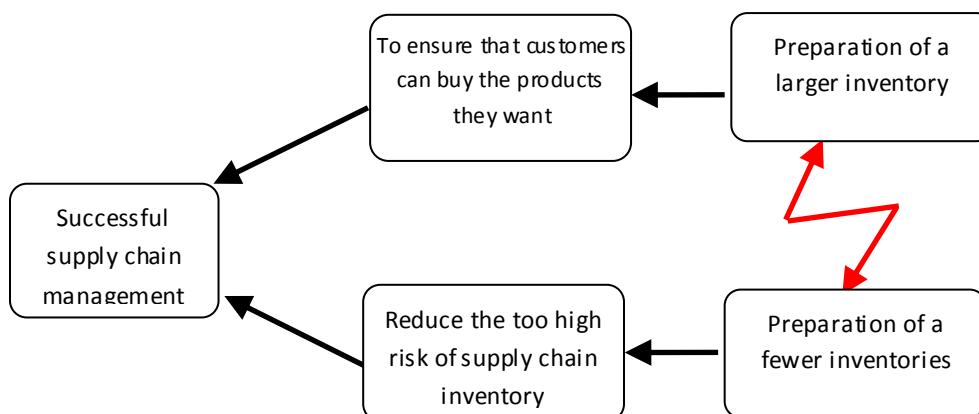 To ensure that customers
can buy the products
they want
Preparation of a
larger inventory
Successful
supply chain
management
Reduce the too high
risk of supply chain
inventory
Preparation of a
fewer inventories